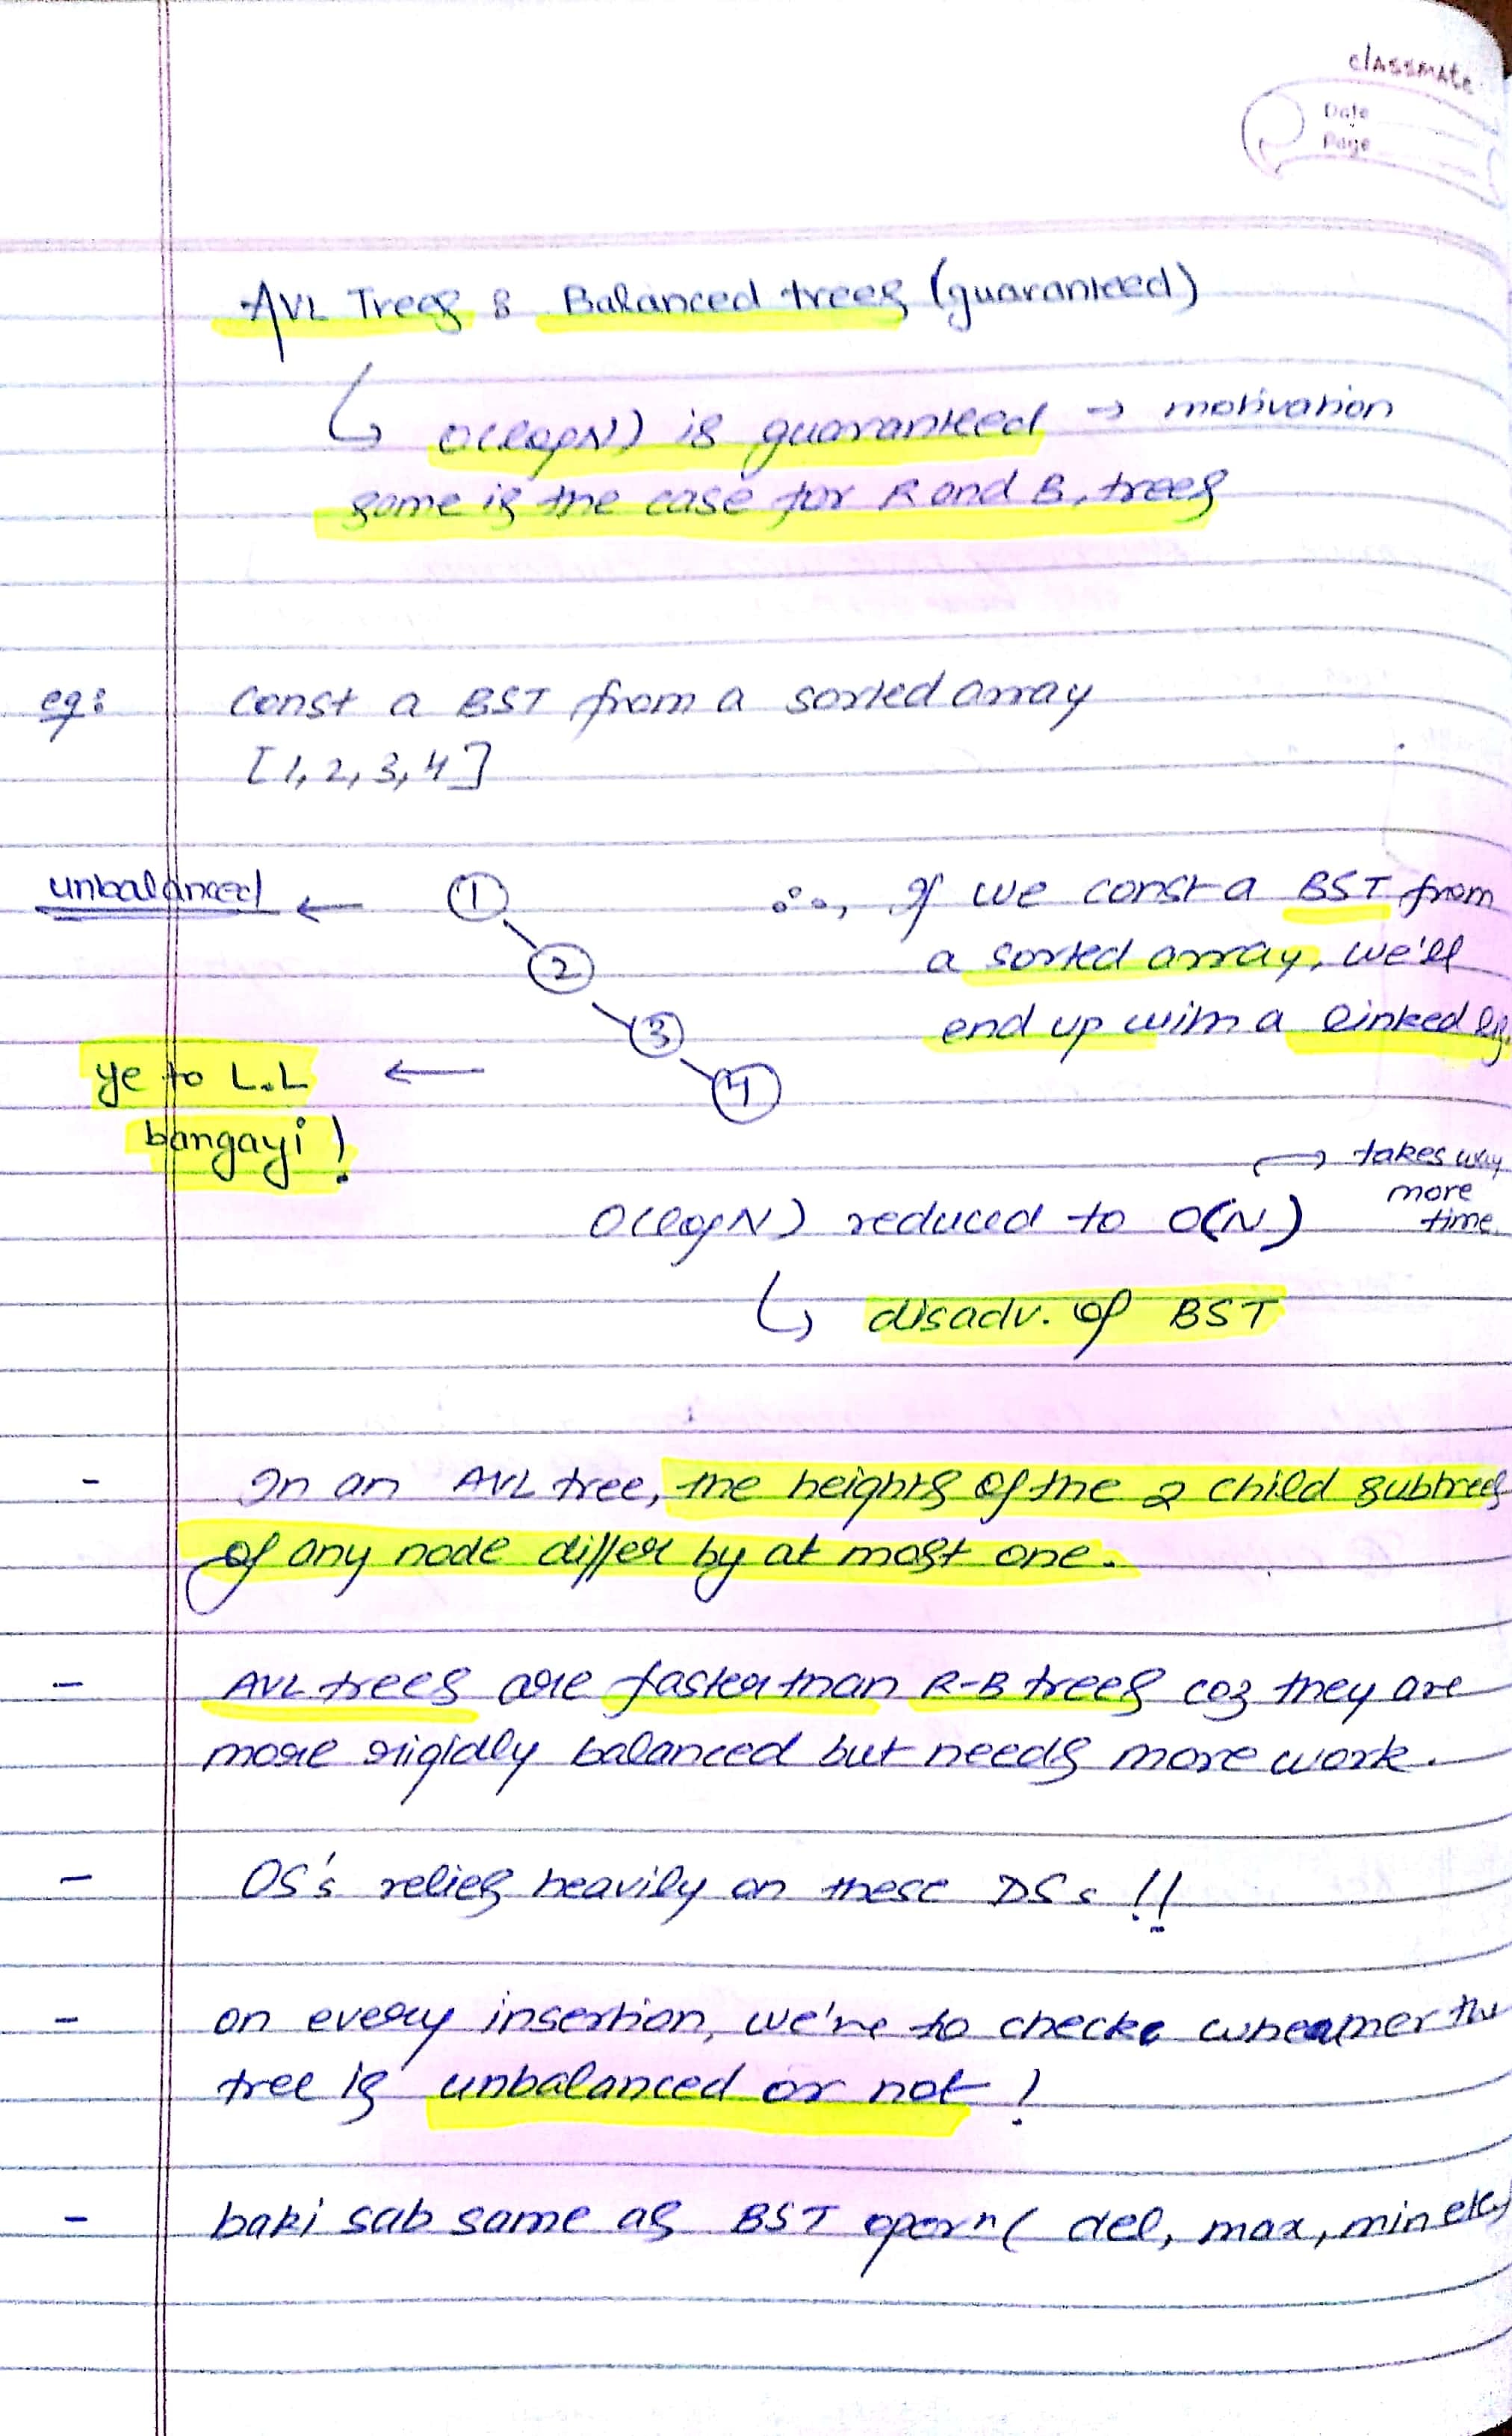 classmate
Date
Page
AVL Trees : Balanced trees (guaranteed)
↳ O(logN) is guaranteed → motivation
same is the case for R and B, trees
eg: Const a BST from a sorted array
[1, 2, 3, 4]
unbalanced ← 1
∴, If we const a BST from
2
a sorted array, we'll
3
end up with a linked lis.
ye to L.L ←
4
bangayi!
→ takes way
more
time
O(logN) reduced to O(N)
↳ disadv. of BST
- In an AVL tree, the heights of the 2 child subtrees
of any node differ by at most one.
- AVL trees are faster than R-B trees coz they are
more rigidly balanced but needs more work.
- OS's relies heavily on these DSs !!
- on every insertion, we've to check whether the
tree is unbalanced or not !
- baki sab same as BST opernⁿ ( del, max, min etc)